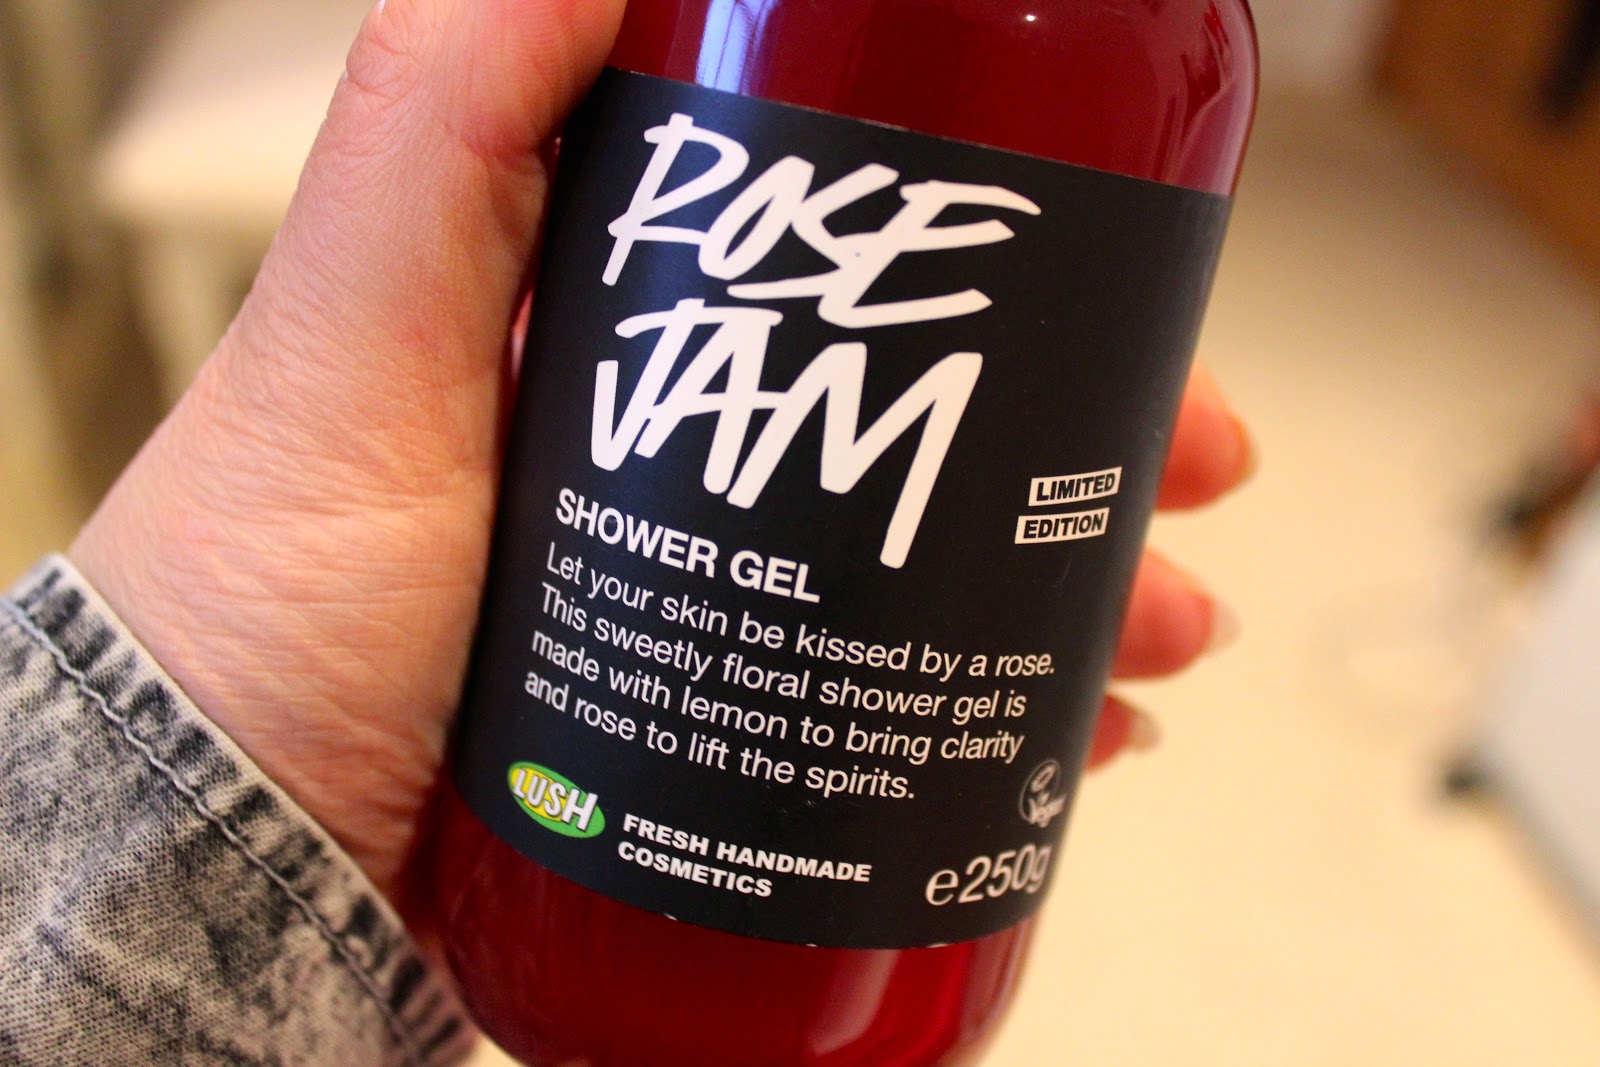 ROSE
JAM
LIMITED
EDITION
SHOWER GEL
Let your skin be kissed by a rose.
This sweetly floral shower gel is
made with lemon to bring clarity
and rose to lift the spirits.
LUSH
FRESH HANDMADE
COSMETICS
Vegan
e250g